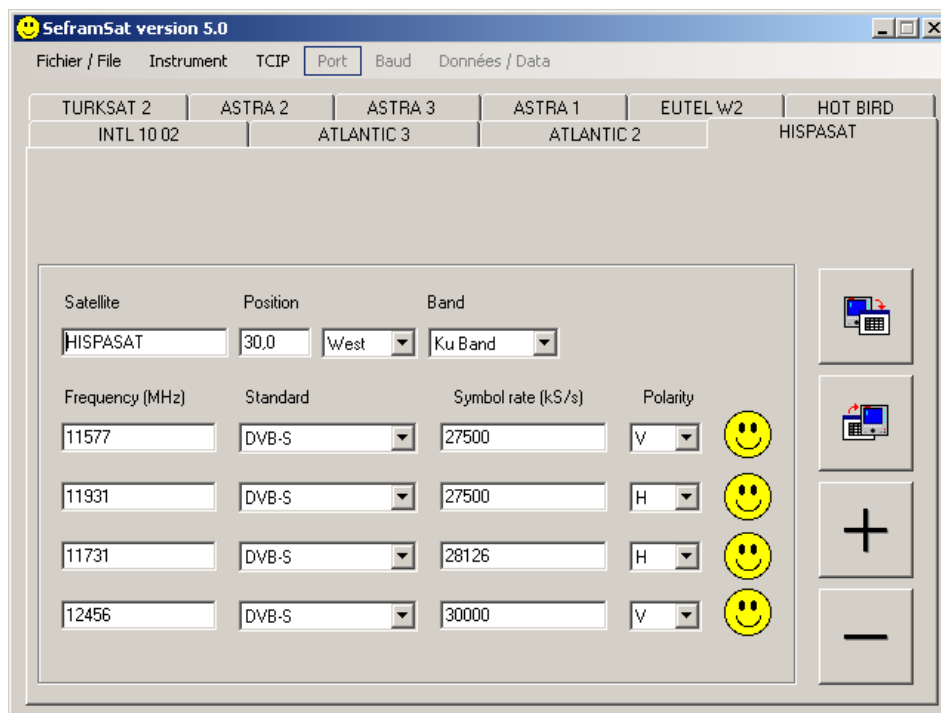 SeframSat version 5.0
Fichier / File Instrument TCIP Port Baud Données / Data
TURKSAT 2 ASTRA 2 ASTRA 3 ASTRA 1 EUTEL W2 HOT BIRD
INTL 10 02 ATLANTIC 3 ATLANTIC 2 HISPASAT
Satellite Position Band
HISPASAT 30,0 West Ku Band
Frequency (MHz) Standard Symbol rate (kS/s) Polarity
11577 DVB-S 27500 V
11931 DVB-S 27500 H
11731 DVB-S 28126 H
12456 DVB-S 30000 V